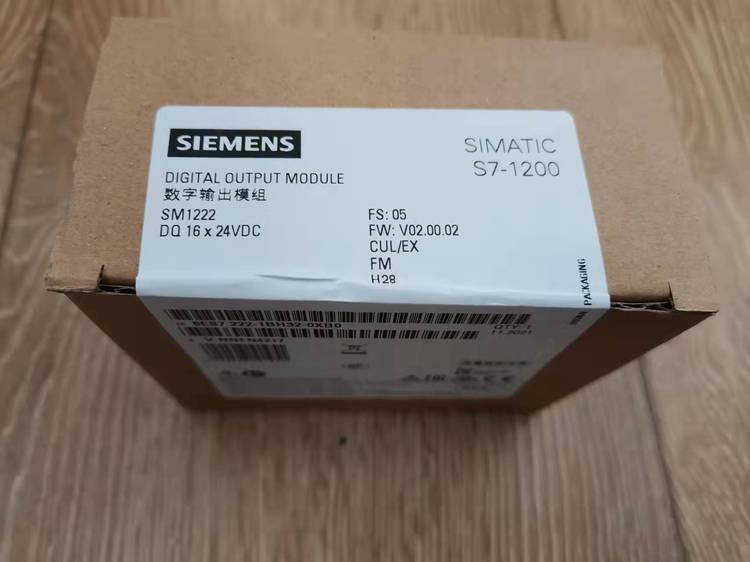 SIEMENS
SIMATIC
S7-1200
DIGITAL OUTPUT MODULE
数字输出模组
SM1222
DQ 16 x 24VDC
FS: 05
FW: V02.00.02
CUL/EX
FM
H28
PACKAGING
6ES7 222-1BH32-0XB0
QTY: 1
11.2021